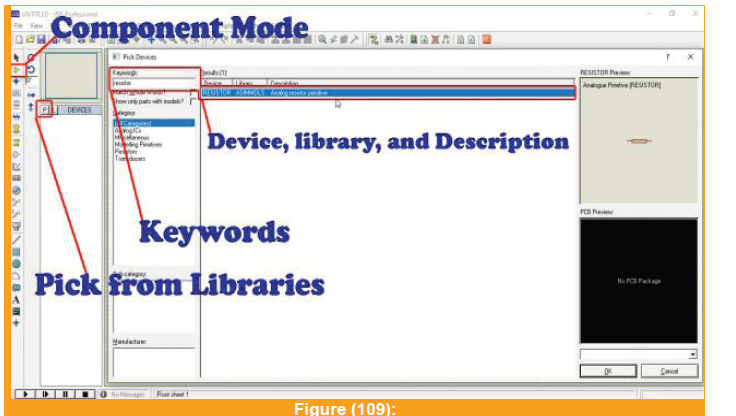 UNTITLED - ISIS Professional
File View
Component Mode
Pick Devices
Keywords:
resistor
Match Whole Words?
Show only parts with models?
Category:
(All Categories)
Analog ICs
Miscellaneous
Modelling Primitives
Resistors
Transducers
Sub-category:
Manufacturer:
Results (1)
Device Library Description
RESISTOR ASIMMDLS Analog resistor primitive
RESISTOR Preview:
Analogue Primitive [RESISTOR]
PCB Preview:
No PCB Package
OK Cancel
P L DEVICES
Device, library, and Description
Keywords
Pick from Libraries
No Messages Root sheet 1
Figure (109):